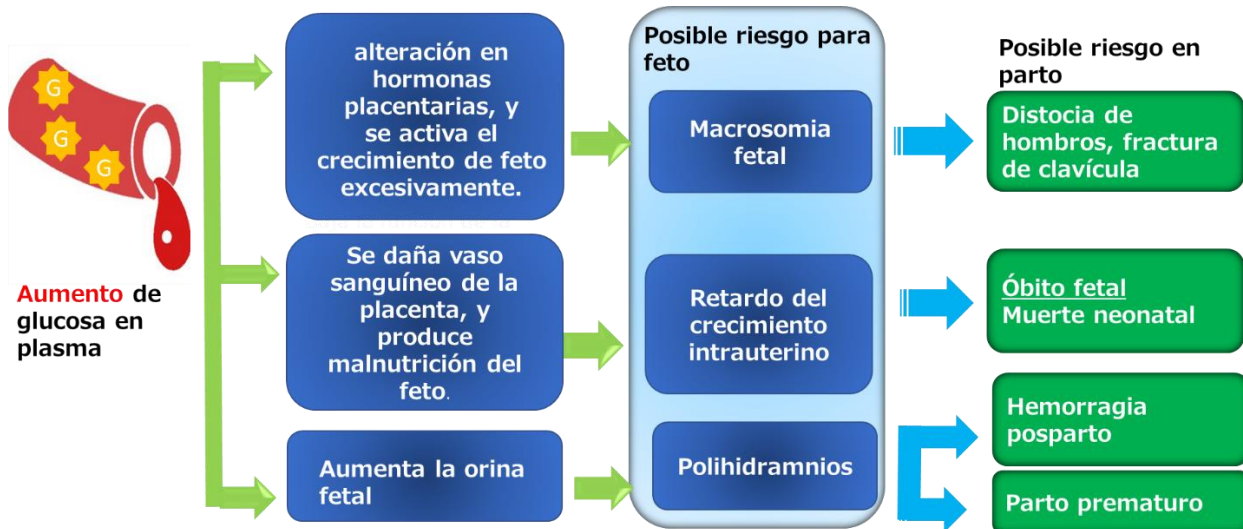 G
G
G
Aumento de
glucosa en
plasma
alteración en
hormonas
placentarias, y
se activa el
crecimiento de feto
excesivamente.
Se daña vaso
sanguíneo de la
placenta, y
produce
malnutrición del
feto.
Aumenta la orina
fetal
Posible riesgo para
feto
Macrosomia
fetal
Retardo del
crecimiento
intrauterino
Polihidramnios
Posible riesgo en
parto
Distocia de
hombros, fractura
de clavícula
Óbito fetal
Muerte neonatal
Hemorragia
posparto
Parto prematuro